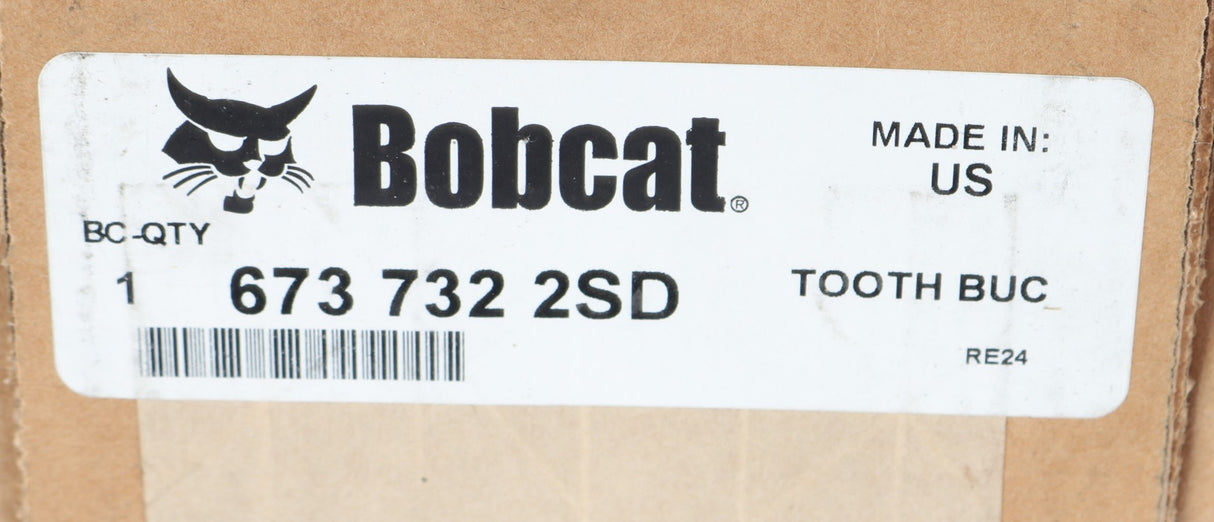 Bobcat®
MADE IN:
US
BC-QTY
1 673 732 2SD
TOOTH BUC
RE24